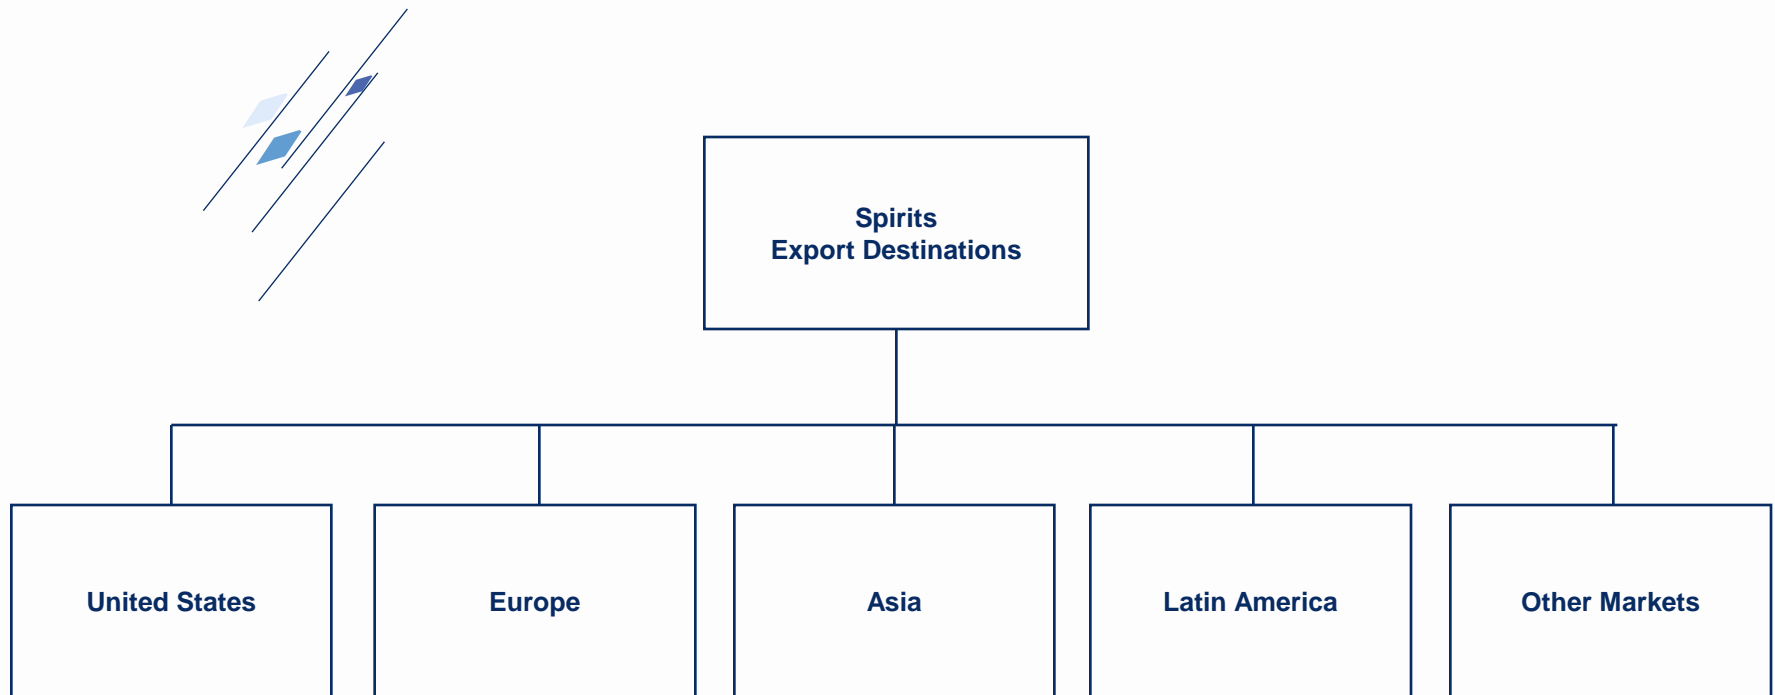 Spirits
Export Destinations
United States
Europe
Asia
Latin America
Other Markets